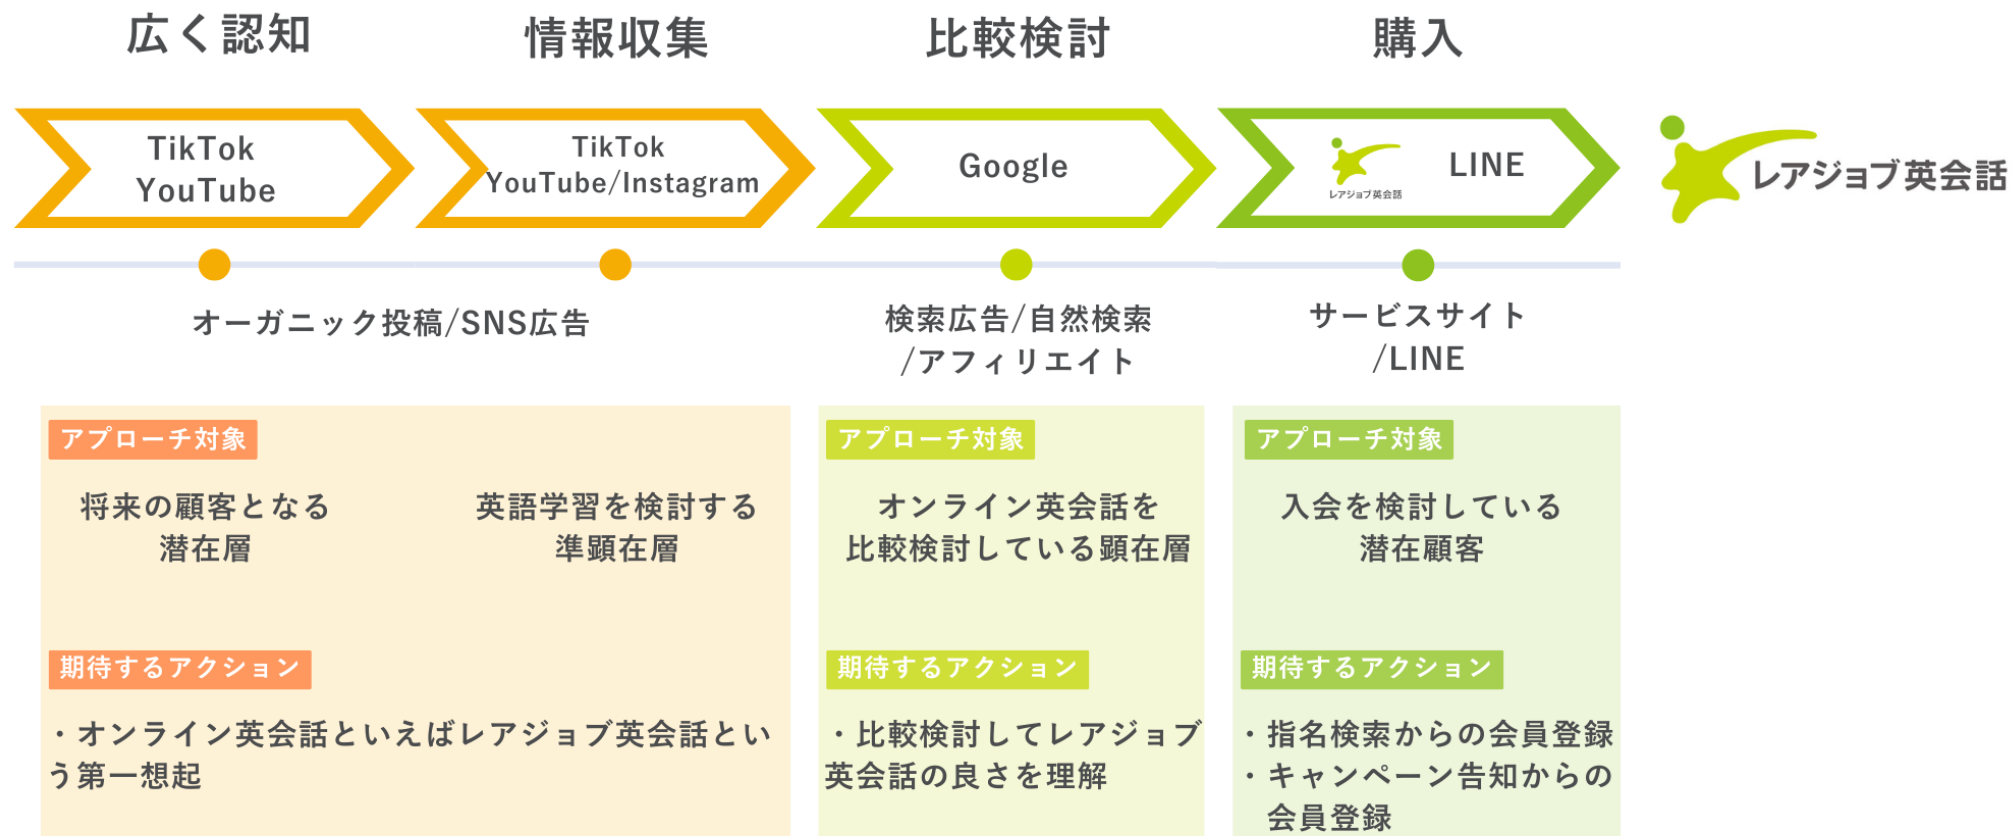 広く認知
情報収集
比較検討
購入
TikTok
YouTube
TikTok
YouTube/Instagram
Google
レアジョブ英会話
LINE
レアジョブ英会話
オーガニック投稿/SNS広告
検索広告/自然検索
/アフィリエイト
サービスサイト
/LINE
アプローチ対象
将来の顧客となる
潜在層
英語学習を検討する
準顕在層
期待するアクション
・オンライン英会話といえばレアジョブ英会話とい
う第一想起
アプローチ対象
オンライン英会話を
比較検討している顕在層
期待するアクション
・比較検討してレアジョブ
英会話の良さを理解
アプローチ対象
入会を検討している
潜在顧客
期待するアクション
・指名検索からの会員登録
・キャンペーン告知からの
会員登録